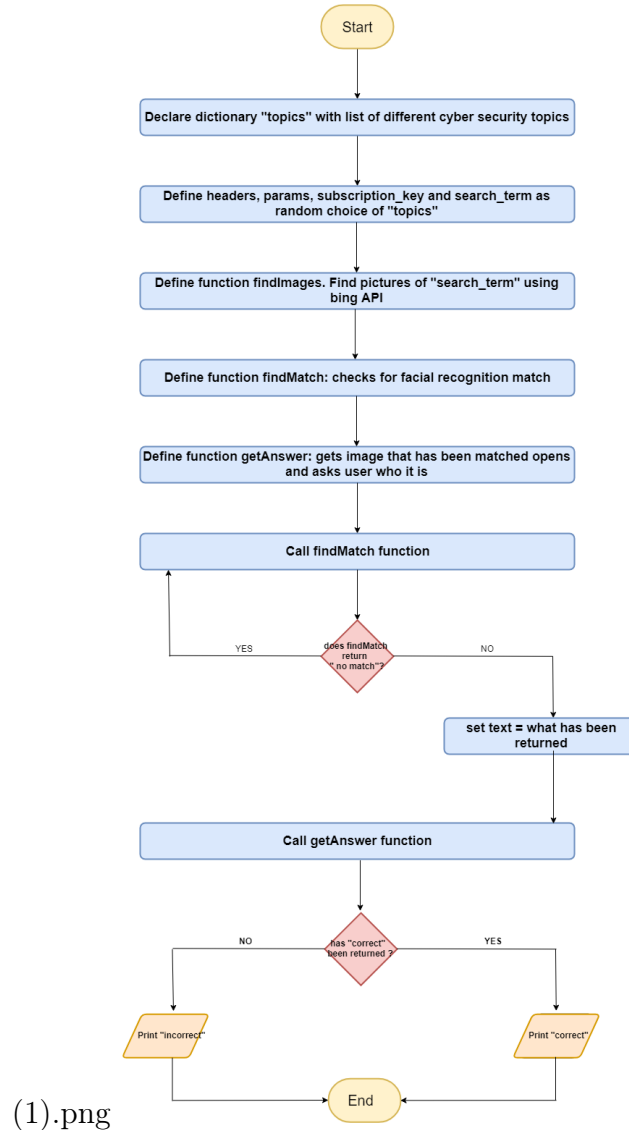 Start
Declare dictionary "topics" with list of different cyber security topics
Define headers, params, subscription_key and search_term as
random choice of "topics"
Define function findImages. Find pictures of "search_term" using
bing API
Define function findMatch: checks for facial recognition match
Define function getAnswer: gets image that has been matched opens
and asks user who it is
Call findMatch function
does findMatch
return
" no match"?
YES
NO
set text = what has been
returned
Call getAnswer function
has "correct"
been returned ?
NO
YES
Print "incorrect"
Print "correct"
End
(1).png